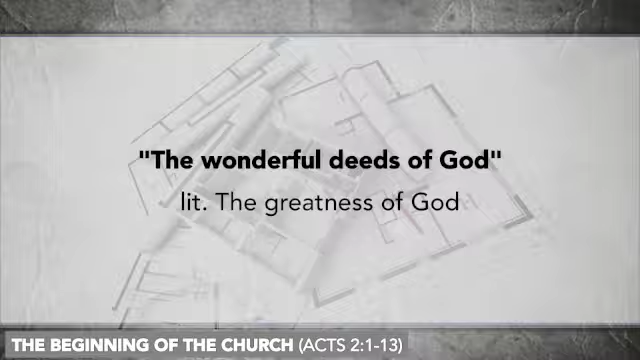 "The wonderful deeds of God"
lit. The greatness of God
THE BEGINNING OF THE CHURCH (ACTS 2:1-13)